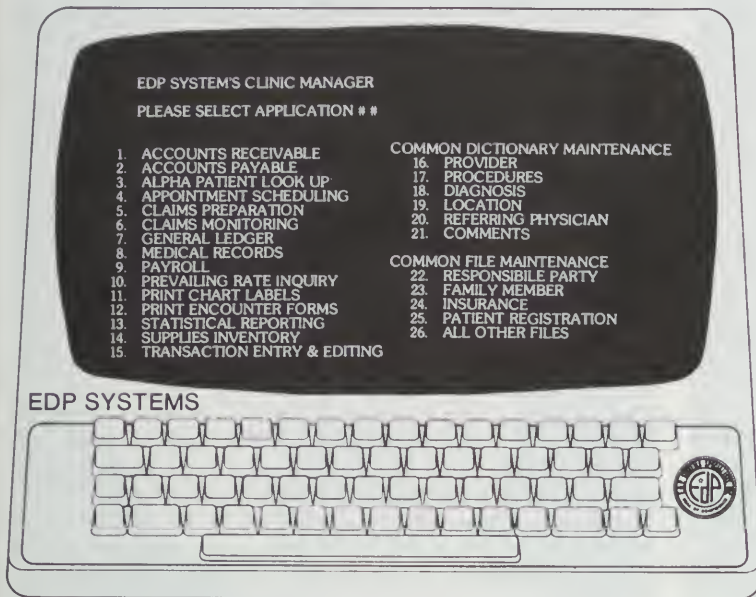 EDP SYSTEM'S CLINIC MANAGER
PLEASE SELECT APPLICATION # #
1. ACCOUNTS RECEIVABLE
2. ACCOUNTS PAYABLE
3. ALPHA PATIENT LOOK UP
4. APPOINTMENT SCHEDULING
5. CLAIMS PREPARATION
6. CLAIMS MONITORING
7. GENERAL LEDGER
8. MEDICAL RECORDS
9. PAYROLL
10. PREVAILING RATE INQUIRY
11. PRINT CHART LABELS
12. PRINT ENCOUNTER FORMS
13. STATISTICAL REPORTING
14. SUPPLIES INVENTORY
15. TRANSACTION ENTRY & EDITING
COMMON DICTIONARY MAINTENANCE
16. PROVIDER
17. PROCEDURES
18. DIAGNOSIS
19. LOCATION
20. REFERRING PHYSICIAN
21. COMMENTS
COMMON FILE MAINTENANCE
22. RESPONSIBILE PARTY
23. FAMILY MEMBER
24. INSURANCE
25. PATIENT REGISTRATION
26. ALL OTHER FILES
EDP SYSTEMS
edp